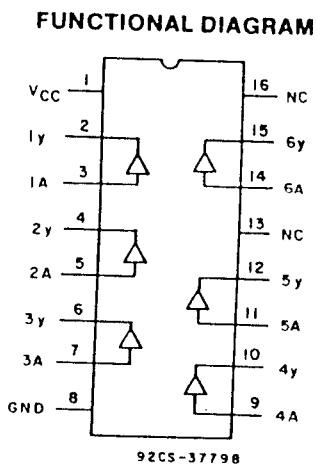 FUNCTIONAL DIAGRAM
VCC 1 16 NC
1y 2 15 6y
1A 3 14 6A
2y 4 13 NC
2A 5 12 5y
3y 6 11 5A
3A 7 10 4y
GND 8 9 4A
92CS-37798